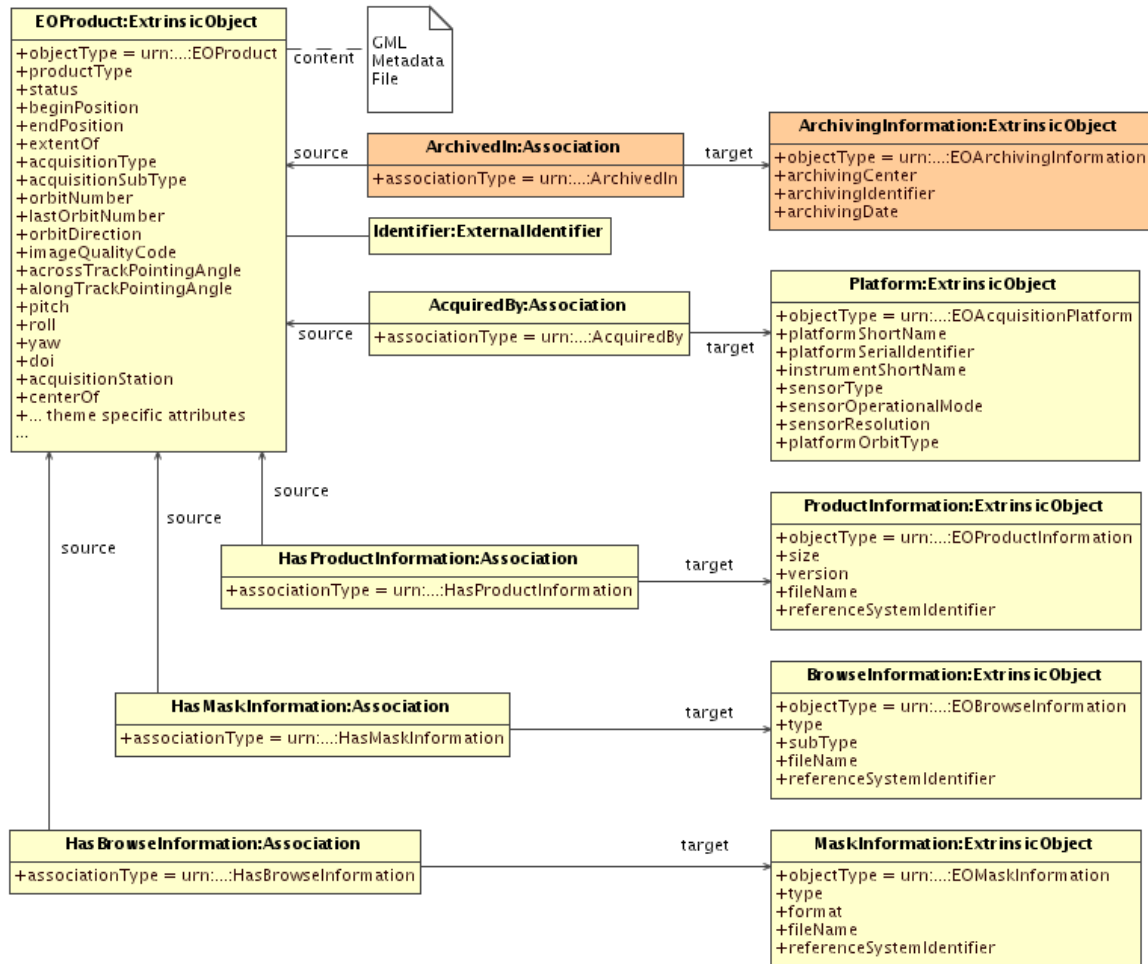 EOProduct:ExtrinsicObject
+objectType = urn:...:EOProduct
+productType
+status
+beginPosition
+endPosition
+extentOf
+acquisitionType
+acquisitionSubType
+orbitNumber
+lastOrbitNumber
+orbitDirection
+imageQualityCode
+acrossTrackPointingAngle
+alongTrackPointingAngle
+pitch
+roll
+yaw
+doi
+acquisitionStation
+centerOf
+... theme specific attributes
...
content
GML
Metadata
File
source
ArchivedIn:Association
+associationType = urn:...:ArchivedIn
target
ArchivingInformation:ExtrinsicObject
+objectType = urn:...:EOArchivingInformation
+archivingCenter
+archivingIdentifier
+archivingDate
Identifier:ExternalIdentifier
source
AcquiredBy:Association
+associationType = urn:...:AcquiredBy
target
Platform:ExtrinsicObject
+objectType = urn:...:EOAcquisitionPlatform
+platformShortName
+platformSerialIdentifier
+instrumentShortName
+sensorType
+sensorOperationalMode
+sensorResolution
+platformOrbitType
source
HasProductInformation:Association
+associationType = urn:...:HasProductInformation
target
ProductInformation:ExtrinsicObject
+objectType = urn:...:EOProductInformation
+size
+version
+fileName
+referenceSystemIdentifier
source
HasMaskInformation:Association
+associationType = urn:...:HasMaskInformation
target
BrowseInformation:ExtrinsicObject
+objectType = urn:...:EOBrowseInformation
+type
+subType
+fileName
+referenceSystemIdentifier
source
HasBrowseInformation:Association
+associationType = urn:...:HasBrowseInformation
target
MaskInformation:ExtrinsicObject
+objectType = urn:...:EOMaskInformation
+type
+format
+fileName
+referenceSystemIdentifier